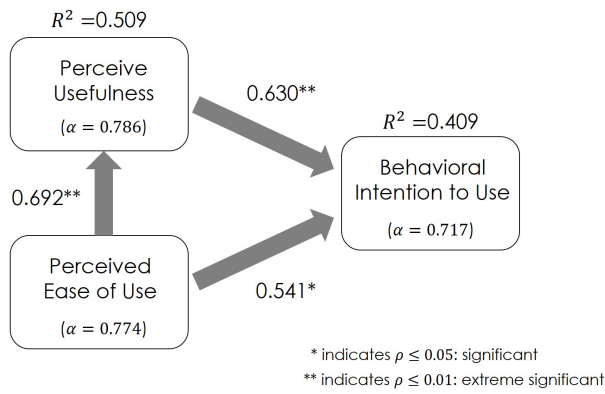 R² =0.509
Perceive
Usefulness
(α = 0.786)
0.630**
R² =0.409
Behavioral
Intention to Use
(α = 0.717)
0.692**
Perceived
Ease of Use
(α = 0.774)
0.541*
* indicates ρ ≤ 0.05: significant
** indicates ρ ≤ 0.01: extreme significant